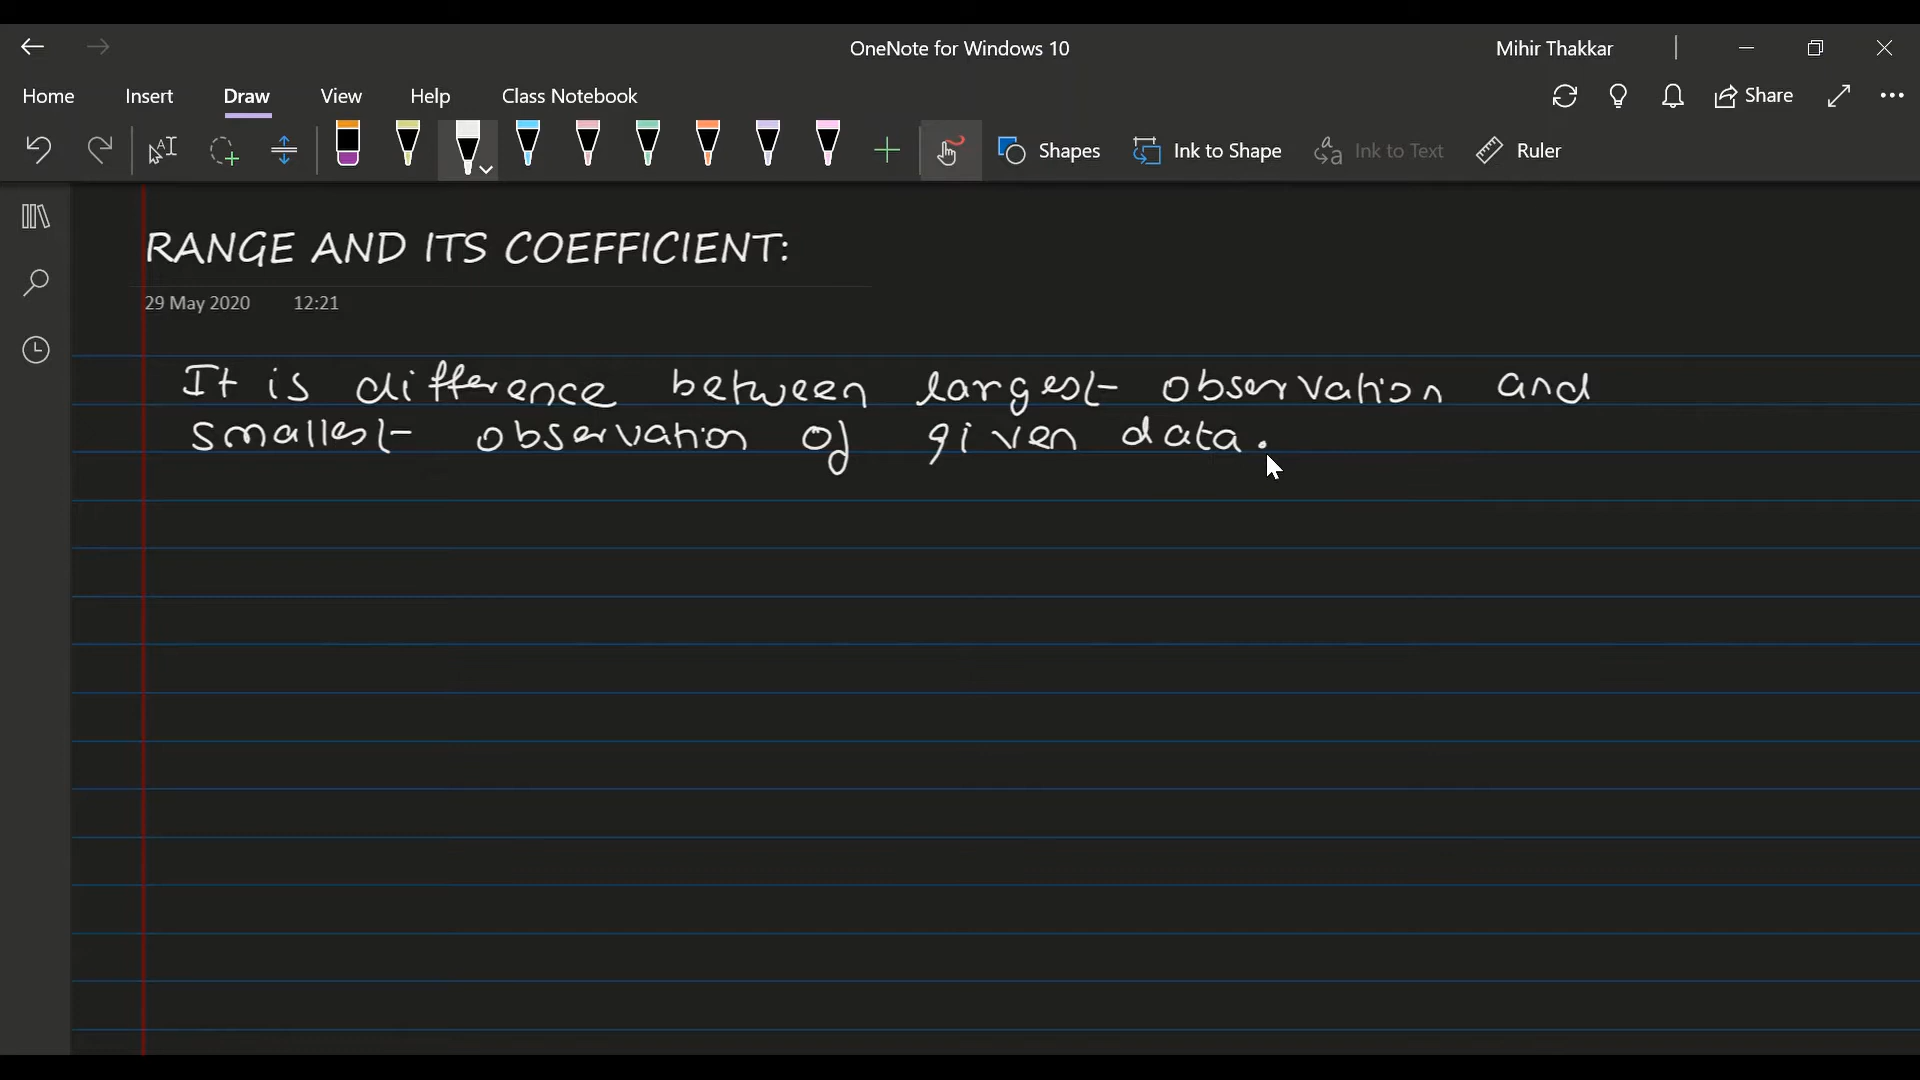 OneNote for Windows 10
Mihir Thakkar
Home Insert Draw View Help Class Notebook
Share
Shapes Ink to Shape Ink to Text Ruler
RANGE AND ITS COEFFICIENT:
29 May 2020 12:21
It is difference between largest observation and
smallest observation of given data.